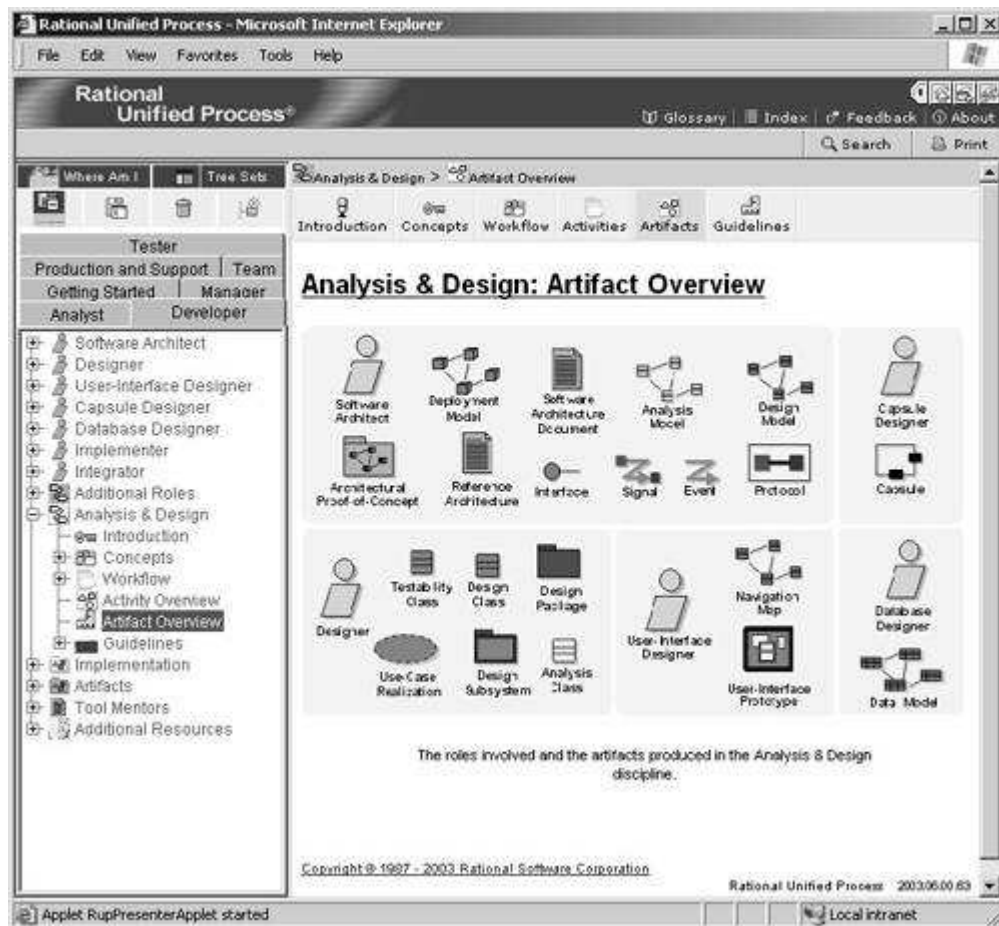 Rational Unified Process - Microsoft Internet Explorer
File Edit View Favorites Tools Help
Rational
Unified Process®
Glossary Index Feedback About
Search Print
Where Am I Tree Sets
Tester
Production and Support Team
Getting Started Manager
Analyst Developer
Software Architect
Designer
User-Interface Designer
Capsule Designer
Database Designer
Implementer
Integrator
Additional Roles
Analysis & Design
Introduction
Concepts
Workflow
Activity Overview
Artifact Overview
Guidelines
Implementation
Artifacts
Tool Mentors
Additional Resources
Analysis & Design > Artifact Overview
Introduction Concepts Workflow Activities Artifacts Guidelines
Analysis & Design: Artifact Overview
Software
Architect
Deployment
Model
Software
Architecture
Document
Analysis
Model
Design
Model
Capsule
Designer
Architectural
Proof-of-Concept
Reference
Architecture
Interface
Signal
Event
Protocol
Capsule
Designer
Testability
Class
Design
Class
Design
Package
Use-Case
Realization
Design
Subsystem
Analysis
Class
User-Interface
Designer
Navigation
Map
User-Interface
Prototype
Database
Designer
Data Model
The roles involved and the artifacts produced in the Analysis & Design
discipline.
Copyright © 1987 - 2003 Rational Software Corporation
Rational Unified Process 2003.06.00.63
Applet RupPresenterApplet started
Local intranet